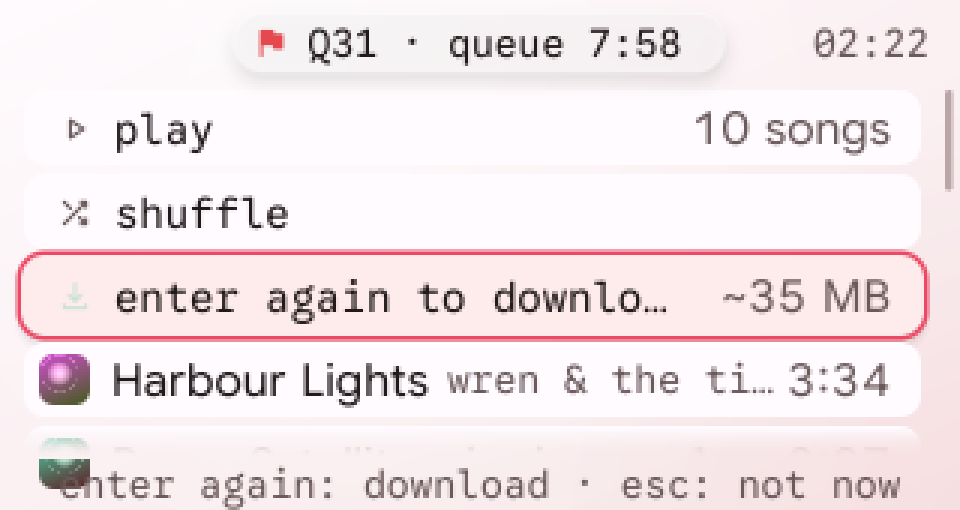 Q31 · queue 7:58 02:22
play 10 songs
shuffle
enter again to downlo… ~35 MB
Harbour Lights wren & the ti… 3:34
enter again: download · esc: not now